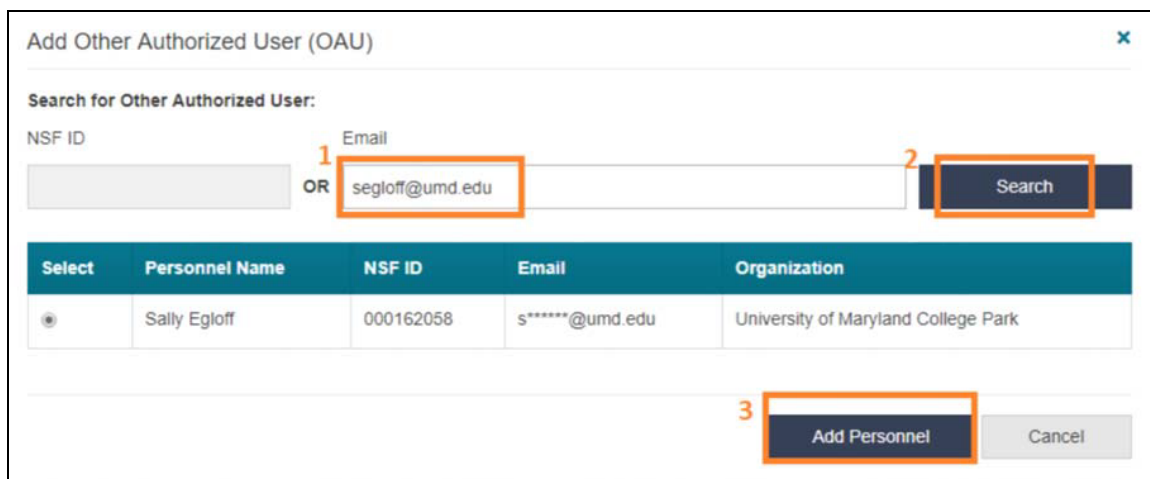 Add Other Authorized User (OAU) ×
Search for Other Authorized User:
NSF ID Email
1 2
OR segloff@umd.edu Search
Select Personnel Name NSF ID Email Organization
Sally Egloff 000162058 s******@umd.edu University of Maryland College Park
3
Add Personnel Cancel